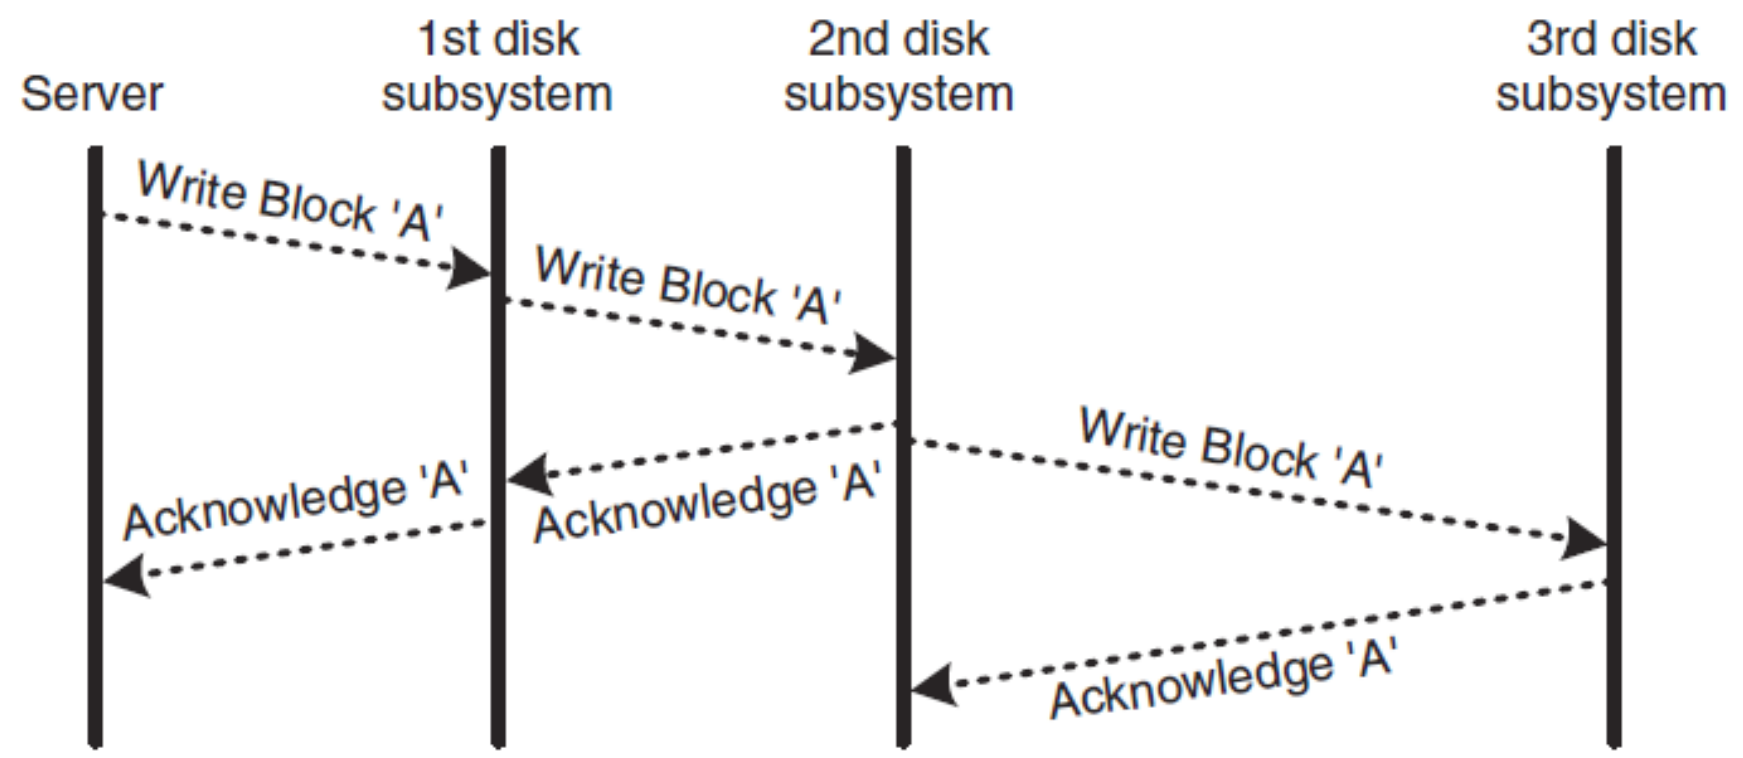 Server
1st disk
subsystem
2nd disk
subsystem
3rd disk
subsystem
Write Block 'A'
Write Block 'A'
Write Block 'A'
Acknowledge 'A'
Acknowledge 'A'
Acknowledge 'A'